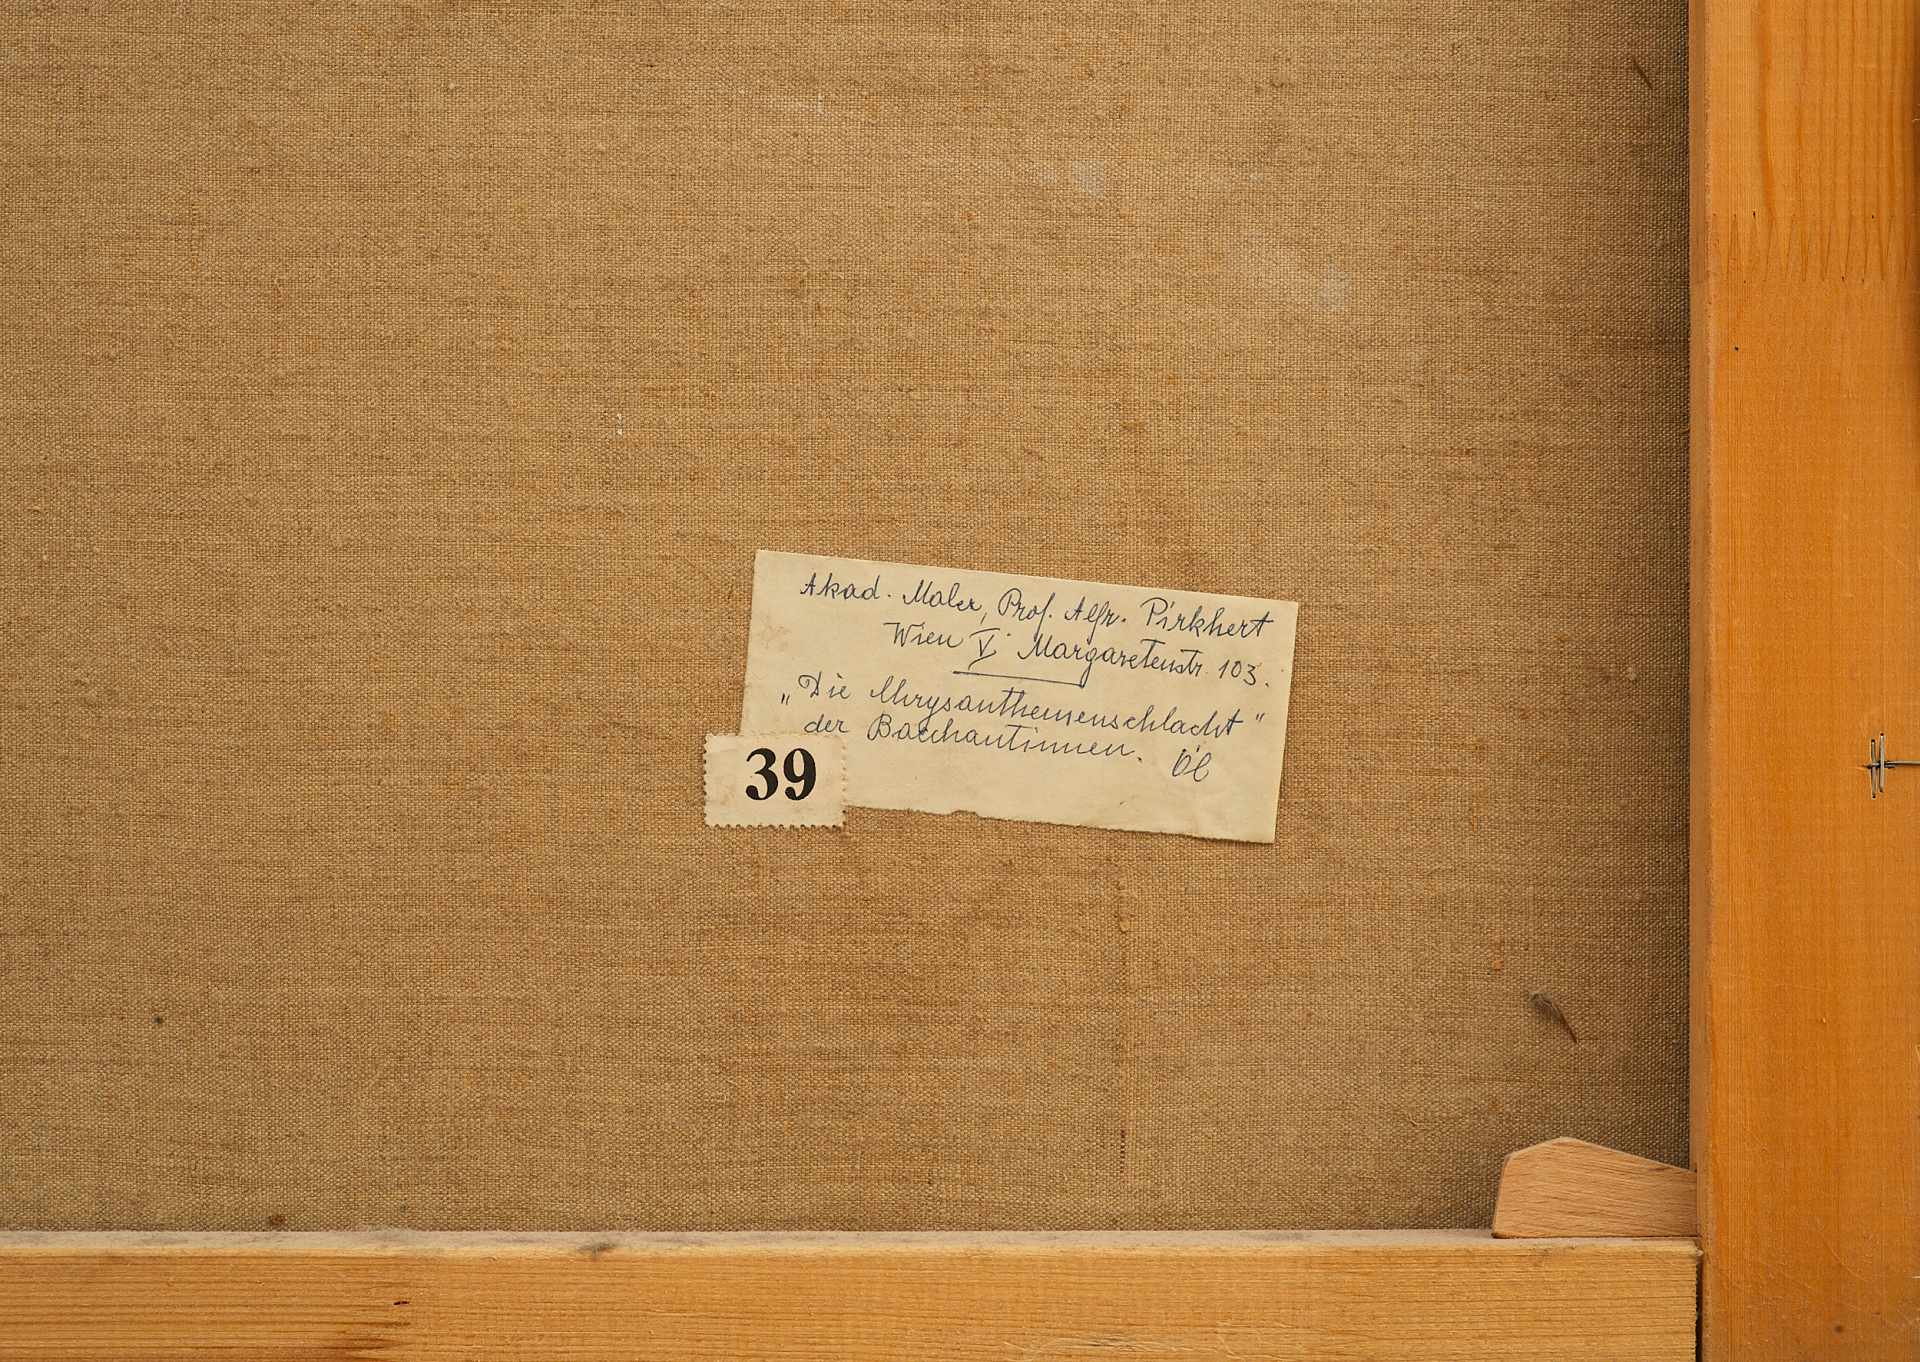 Akad. Maler, Prof. Alfr. Pirkhert
Wien V. Margaretenstr. 103.
„Die Chrysanthemenschlacht“
der Bacchantinnen. Öl
39